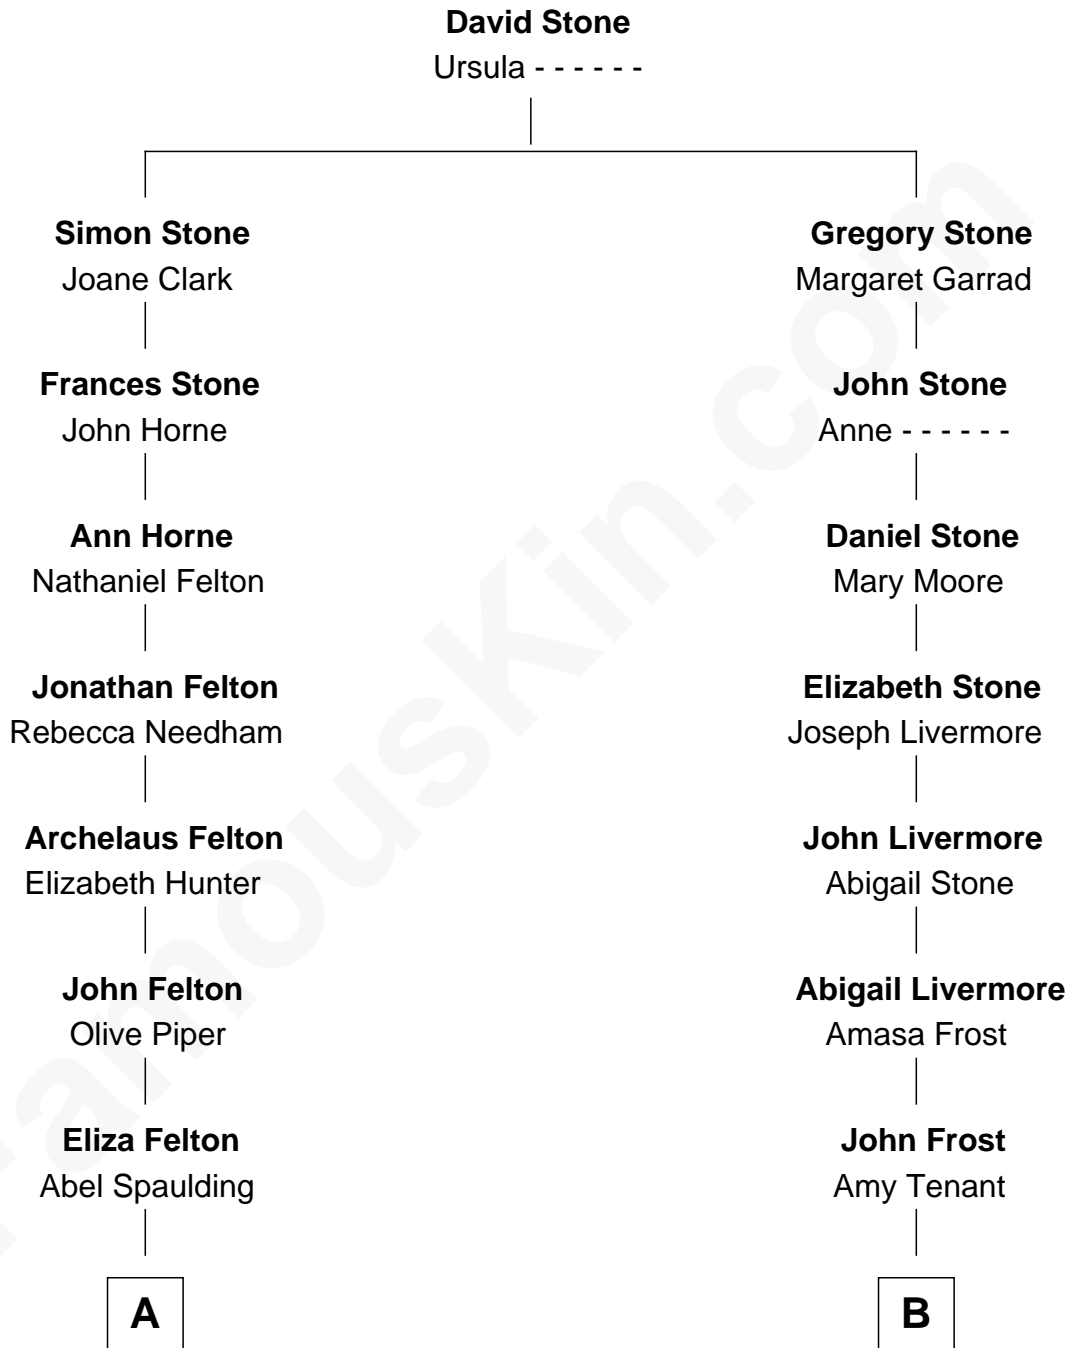 David Stone
Ursula - - - - - -
Simon Stone
Joane Clark
Gregory Stone
Margaret Garrad
Frances Stone
John Horne
John Stone
Anne - - - - - -
Ann Horne
Nathaniel Felton
Daniel Stone
Mary Moore
Jonathan Felton
Rebecca Needham
Elizabeth Stone
Joseph Livermore
Archelaus Felton
Elizabeth Hunter
John Livermore
Abigail Stone
John Felton
Olive Piper
Abigail Livermore
Amasa Frost
Eliza Felton
Abel Spaulding
John Frost
Amy Tenant
A
B
FamousKin.com